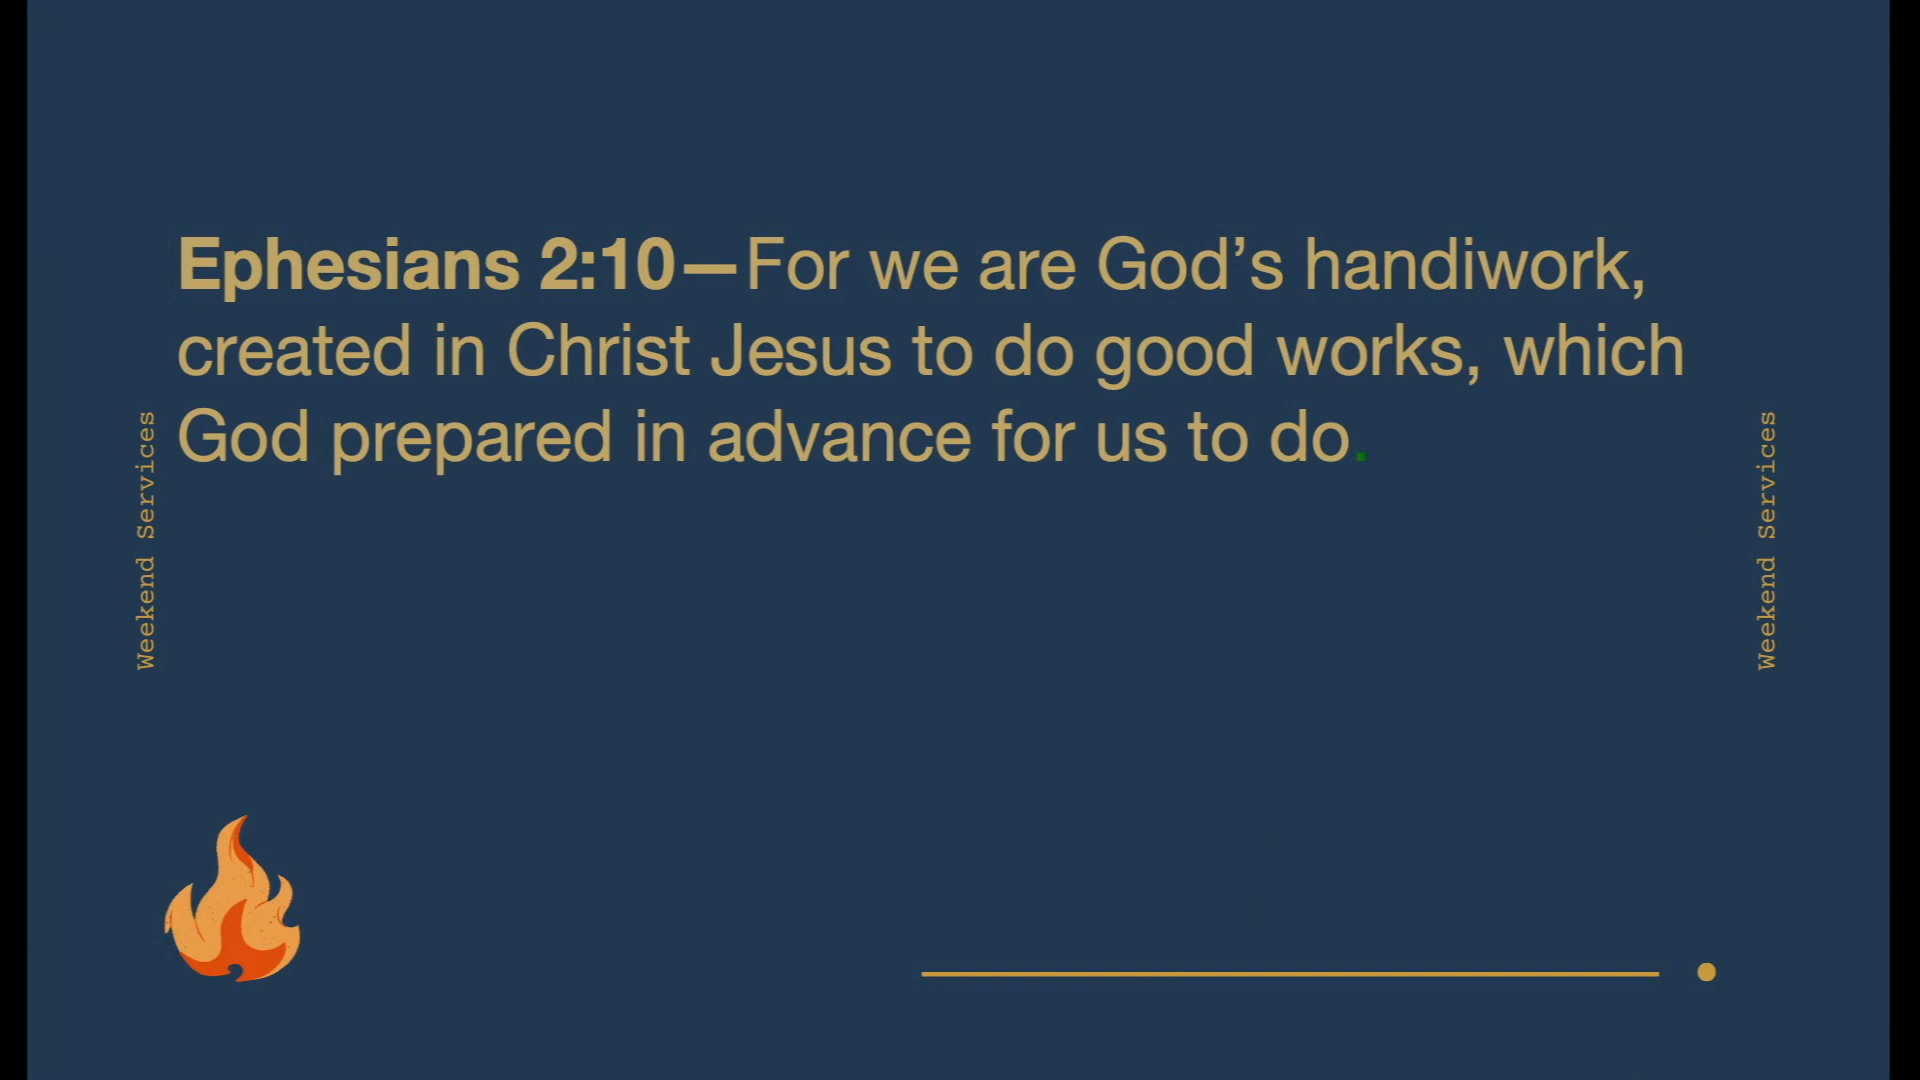 Ephesians 2:10—For we are God’s handiwork,
created in Christ Jesus to do good works, which
God prepared in advance for us to do.
Weekend Services
Weekend Services